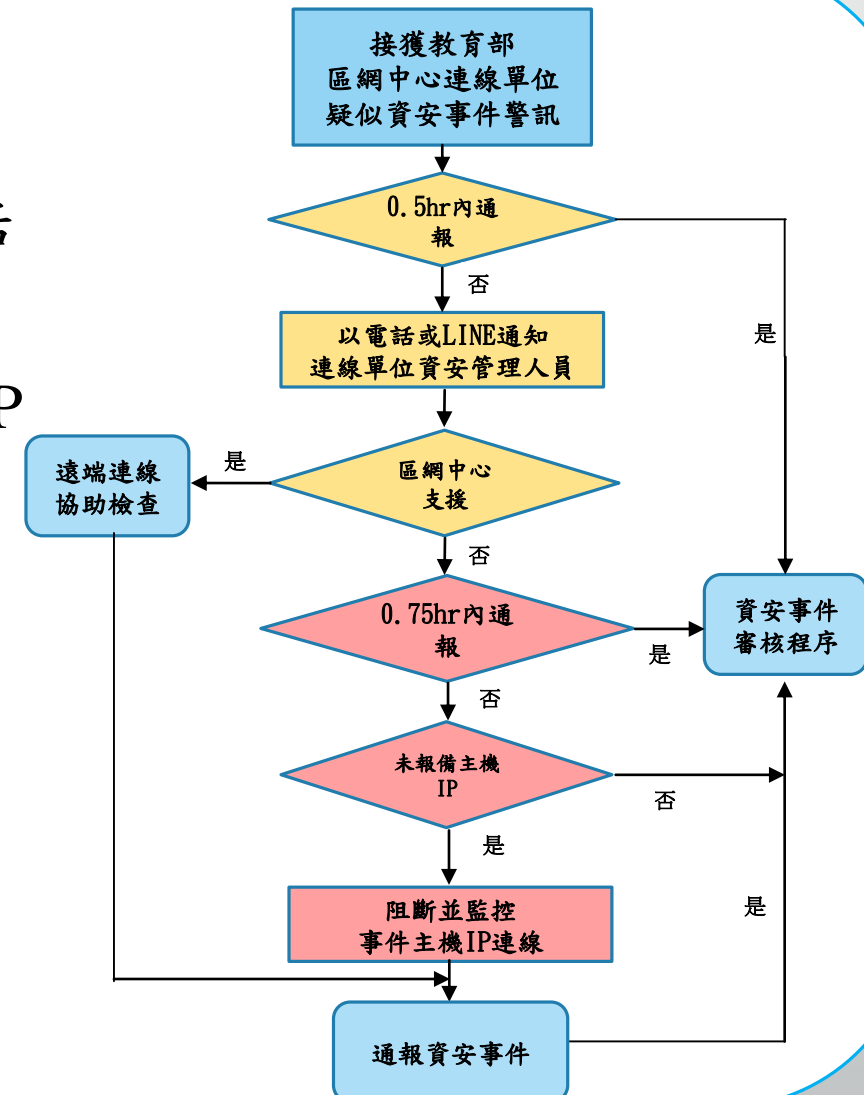 接獲教育部
區網中心連線單位
疑似資安事件警訊
告
0.5hr內通
報
否
是
以電話或LINE通知
連線單位資安管理人員
P
遠端連線
協助檢查
是
區網中心
支援
否
0.75hr內通
報
是
資安事件
審核程序
否
未報備主機
IP
否
是
阻斷並監控
事件主機IP連線
是
通報資安事件